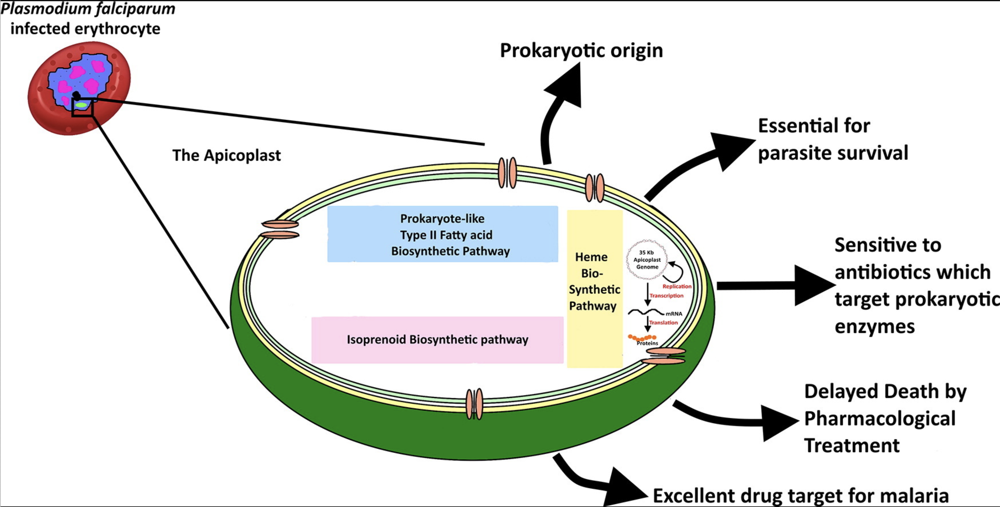 Plasmodium falciparum
infected erythrocyte
Prokaryotic origin
Essential for
parasite survival
The Apicoplast
Prokaryote-like
Type II Fatty acid
Biosynthetic Pathway
Heme
Bio-
Synthetic
Pathway
35 Kb
Apicoplast
Genome
Replication
Transcription
mRNA
Translation
Proteins
Isoprenoid Biosynthetic pathway
Sensitive to
antibiotics which
target prokaryotic
enzymes
Delayed Death by
Pharmacological
Treatment
Excellent drug target for malaria